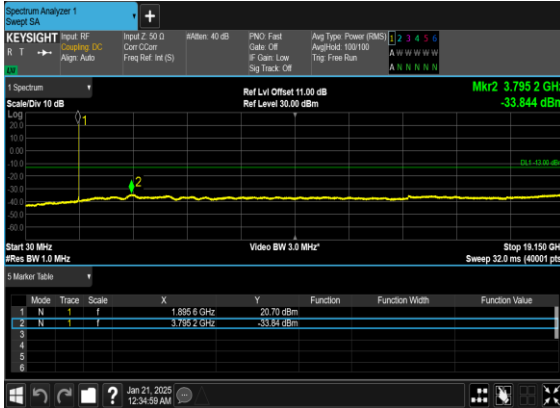 Spectrum Analyzer 1
Swept SA
+
KEYSIGHT Input: RF Input Z: 50 Ω #Atten: 40 dB PNO: Fast Avg Type: Power (RMS) 1 2 3 4 5 6
R T Coupling: DC Corr CCorr Gate: Off Avg|Hold: 100/100 A W W W W W
Align: Auto Freq Ref: Int (S) IF Gain: Low Trig: Free Run
Sig Track: Off A N N N N N
1 Spectrum Ref Lvl Offset 11.00 dB Mkr2 3.795 2 GHz
Scale/Div 10 dB Ref Level 30.00 dBm -33.844 dBm
Log
20.0
10.0
0.00
-10.0
-20.0
-30.0
-40.0
-50.0
-60.0
1
2
DL1 -13.00 dBm
Start 30 MHz Video BW 3.0 MHz* Stop 19.150 GH
#Res BW 1.0 MHz Sweep 32.0 ms (40001 pts
5 Marker Table
Mode Trace Scale X Y Function Function Width Function Value
1 N 1 f 1.895 6 GHz 20.70 dBm
2 N 1 f 3.795 2 GHz -33.84 dBm
3
4
5
6
? Jan 21, 2025
12:34:59 AM